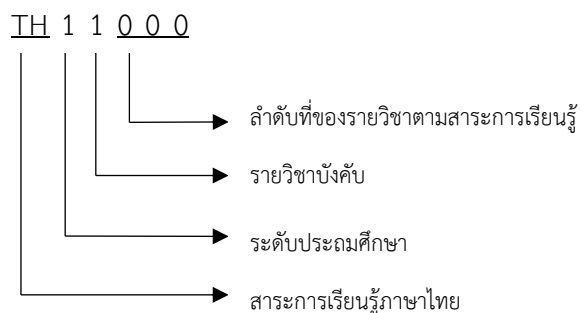 TH 1 1 0 0 0
ลำดับที่ของรายวิชาตามสาระการเรียนรู้
รายวิชาบังคับ
ระดับประถมศึกษา
สาระการเรียนรู้ภาษาไทย